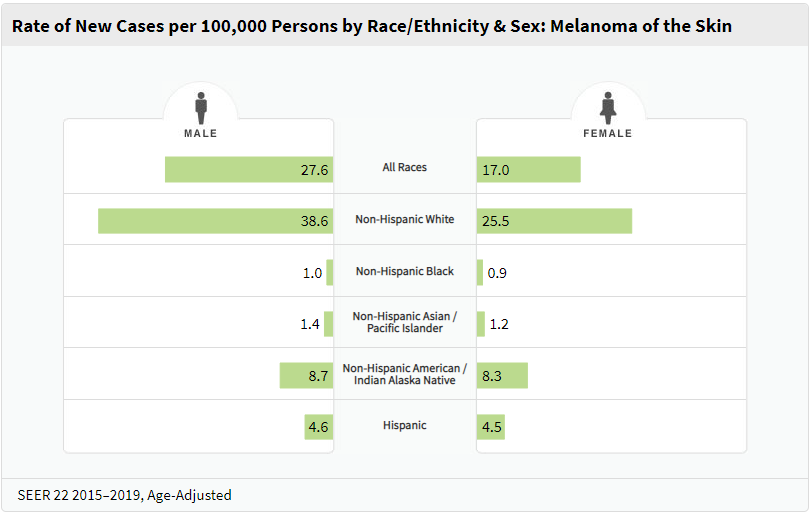 Rate of New Cases per 100,000 Persons by Race/Ethnicity & Sex: Melanoma of the Skin
MALE
FEMALE
27.6
All Races
17.0
38.6
Non-Hispanic White
25.5
1.0
Non-Hispanic Black
0.9
1.4
Non-Hispanic Asian /
Pacific Islander
1.2
8.7
Non-Hispanic American /
Indian Alaska Native
8.3
4.6
Hispanic
4.5
SEER 22 2015–2019, Age-Adjusted